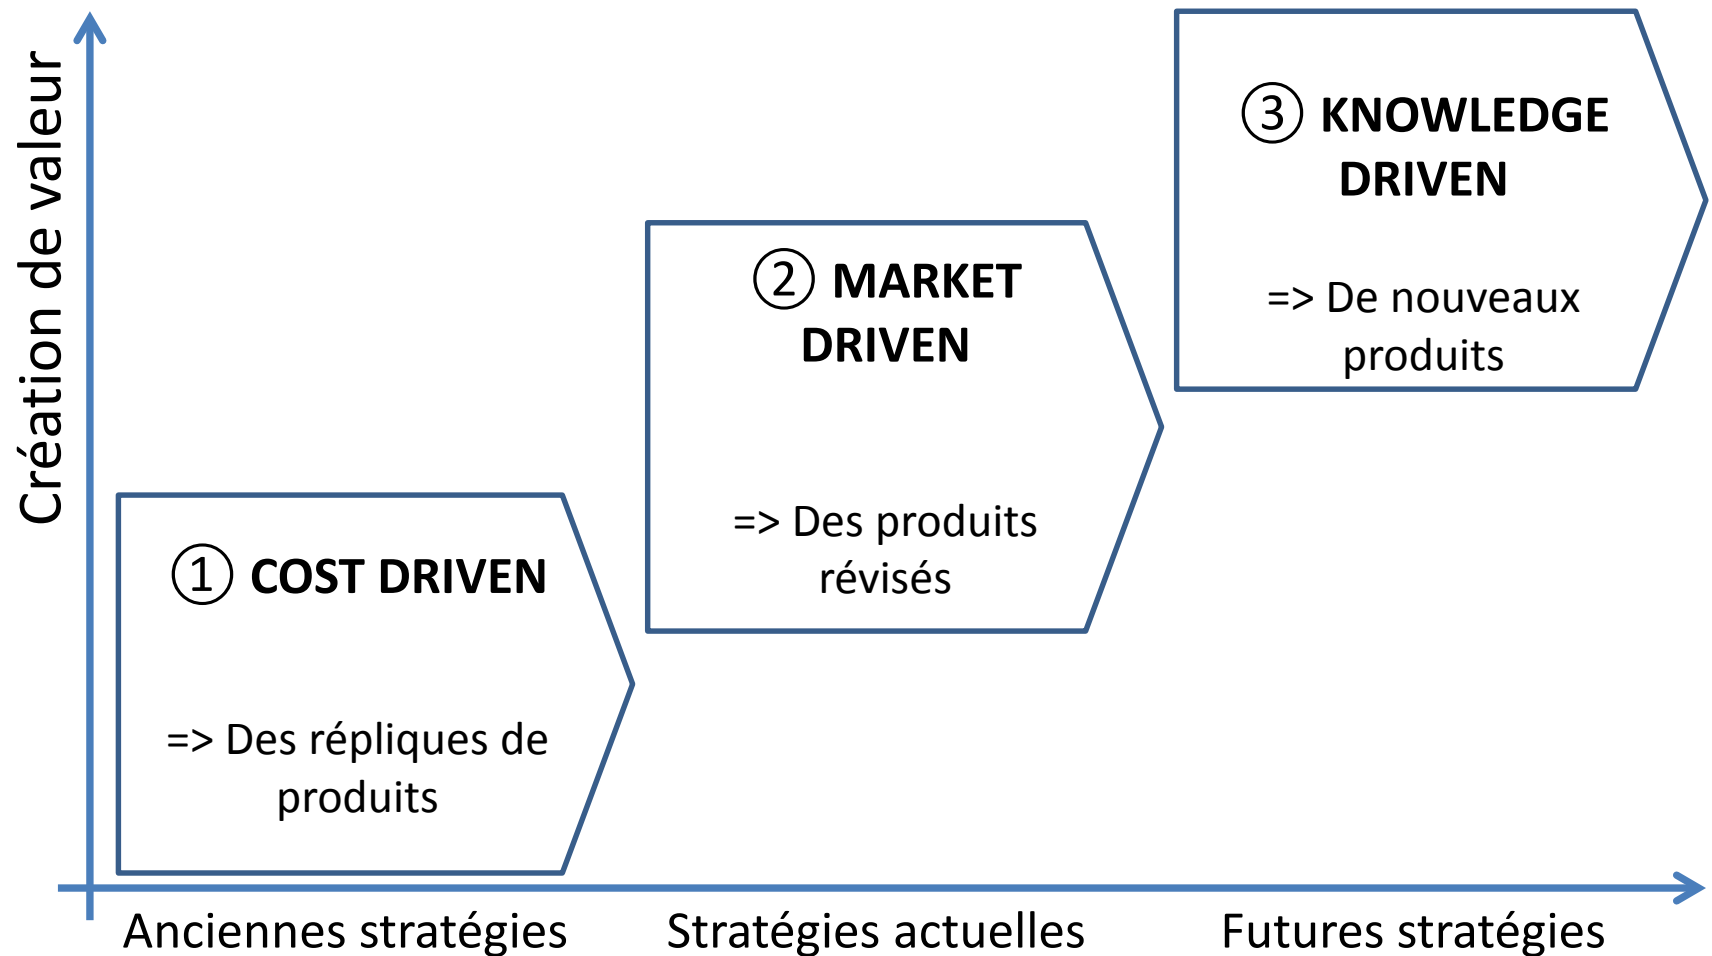 Création de valeur
① COST DRIVEN
=> Des répliques de
produits
② MARKET
DRIVEN
=> Des produits
révisés
③ KNOWLEDGE
DRIVEN
=> De nouveaux
produits
Anciennes stratégies
Stratégies actuelles
Futures stratégies